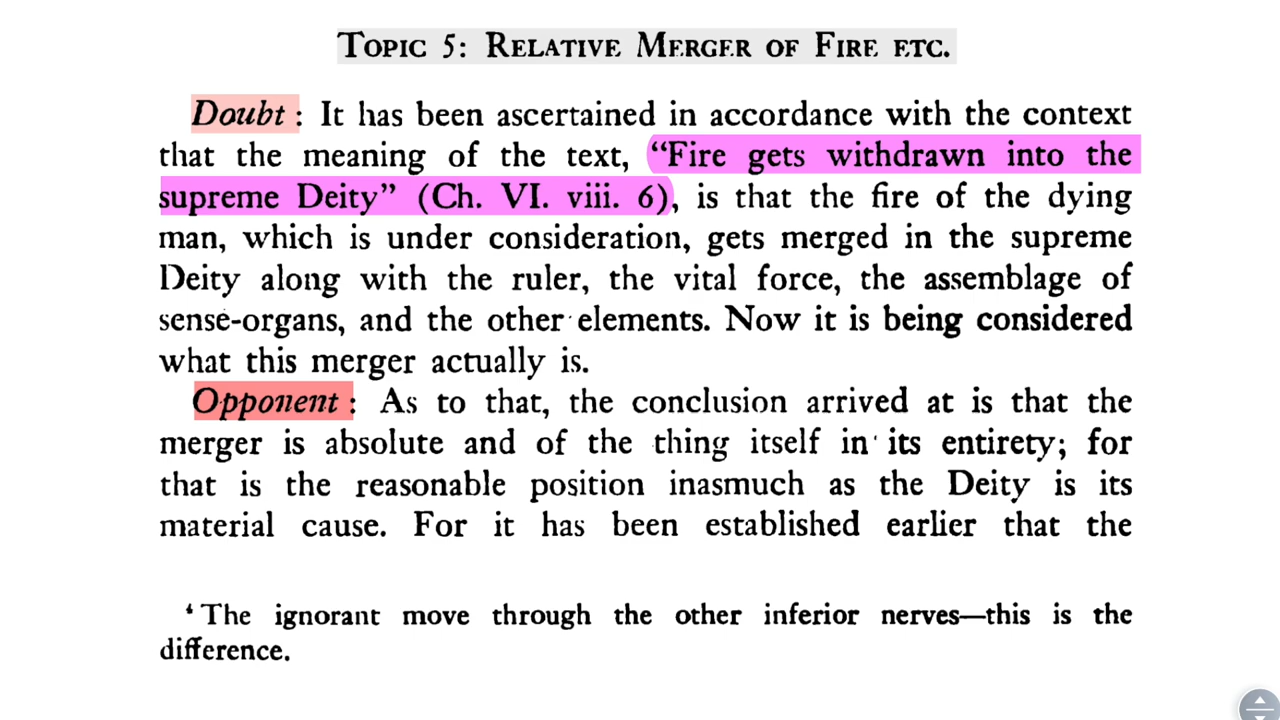 TOPIC 5: RELATIVE MERGER OF FIRE ETC.
Doubt: It has been ascertained in accordance with the context
that the meaning of the text, “Fire gets withdrawn into the
supreme Deity” (Ch. VI. viii. 6), is that the fire of the dying
man, which is under consideration, gets merged in the supreme
Deity along with the ruler, the vital force, the assemblage of
sense-organs, and the other elements. Now it is being considered
what this merger actually is.
Opponent: As to that, the conclusion arrived at is that the
merger is absolute and of the thing itself in its entirety; for
that is the reasonable position inasmuch as the Deity is its
material cause. For it has been established earlier that the
⁴ The ignorant move through the other inferior nerves—this is the
difference.